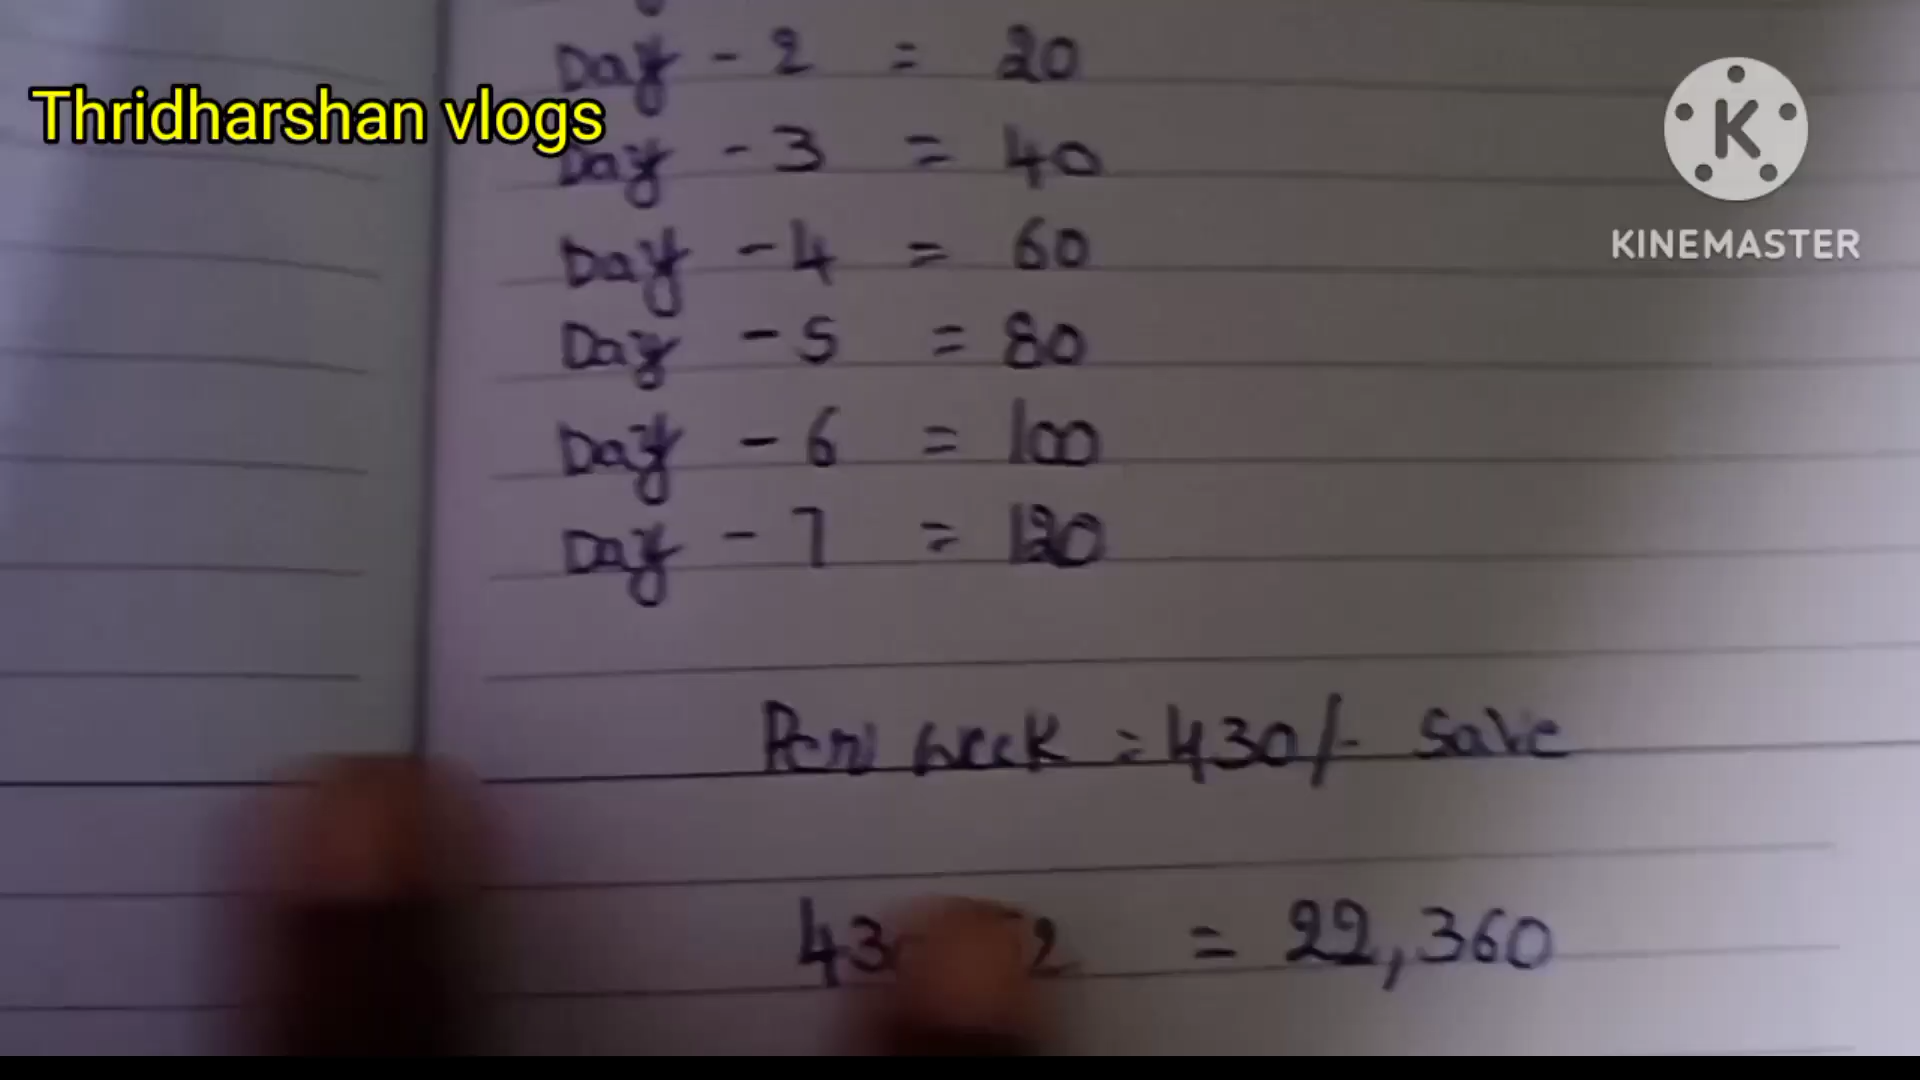 Day - 2 = 20
Thridharshan vlogs
Day - 3 = 40
Day - 4 = 60
KINEMASTER
Day - 5 = 80
Day - 6 = 100
Day - 7 = 120
Per week = 430/- Save
= 22,360